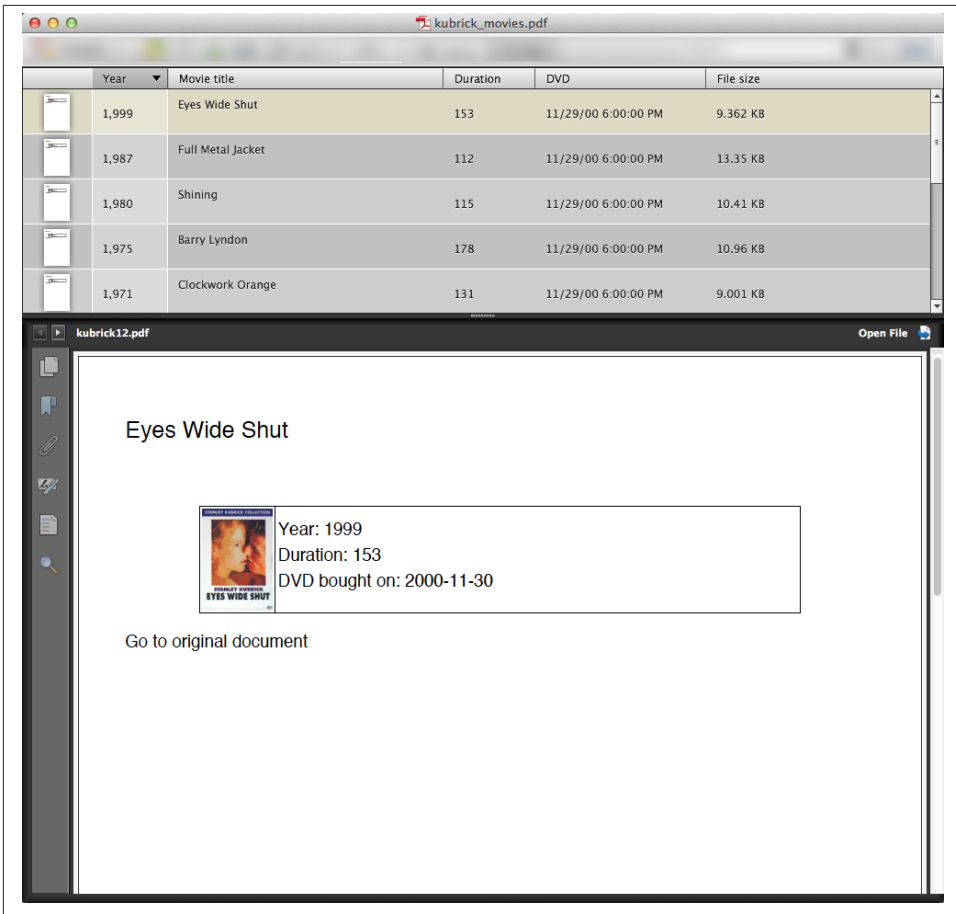 kubrick_movies.pdf
Year Movie title Duration DVD File size
1,999 Eyes Wide Shut 153 11/29/00 6:00:00 PM 9.362 KB
1,987 Full Metal Jacket 112 11/29/00 6:00:00 PM 13.35 KB
1,980 Shining 115 11/29/00 6:00:00 PM 10.41 KB
1,975 Barry Lyndon 178 11/29/00 6:00:00 PM 10.96 KB
1,971 Clockwork Orange 131 11/29/00 6:00:00 PM 9.001 KB
kubrick12.pdf Open File
Eyes Wide Shut
STANLEY KUBRICK COLLECTION
Year: 1999
Duration: 153
DVD bought on: 2000-11-30
STANLEY KUBRICK
EYES WIDE SHUT
Go to original document